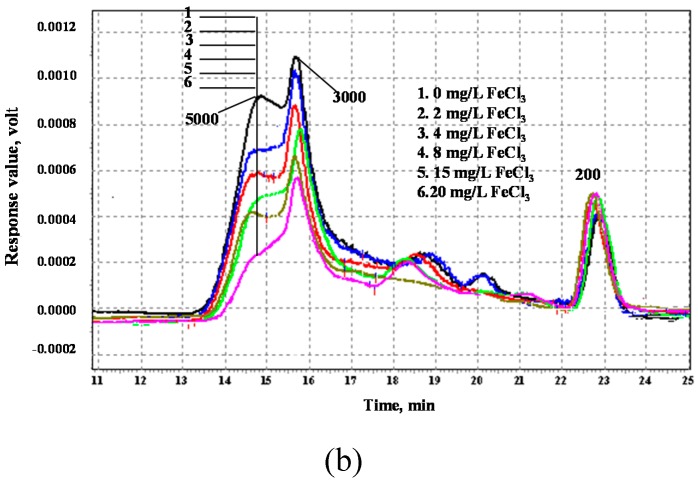 0.0012
0.0010
0.0008
0.0006
0.0004
0.0002
0.0000
-0.0002
Response value, volt
1
2
3
4
5
6
5000
3000
1. 0 mg/L FeCl₃
2. 2 mg/L FeCl₃
3. 4 mg/L FeCl₃
4. 8 mg/L FeCl₃
5. 15 mg/L FeCl₃
6.20 mg/L FeCl₃
200
11 12 13 14 15 16 17 18 19 20 21 22 23 24 25
Time, min
(b)